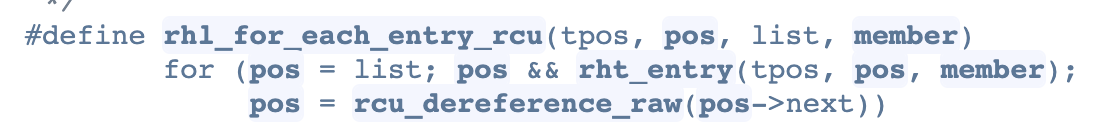 */
#define rhl_for_each_entry_rcu(tpos, pos, list, member)
for (pos = list; pos && rht_entry(tpos, pos, member);
pos = rcu_dereference_raw(pos->next))